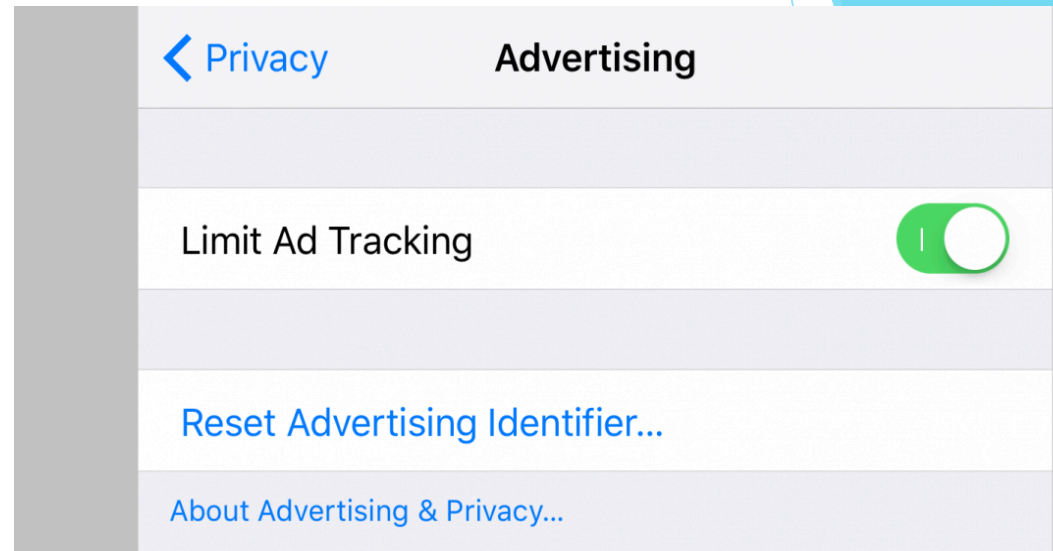 Privacy Advertising
Limit Ad Tracking
Reset Advertising Identifier...
About Advertising & Privacy...